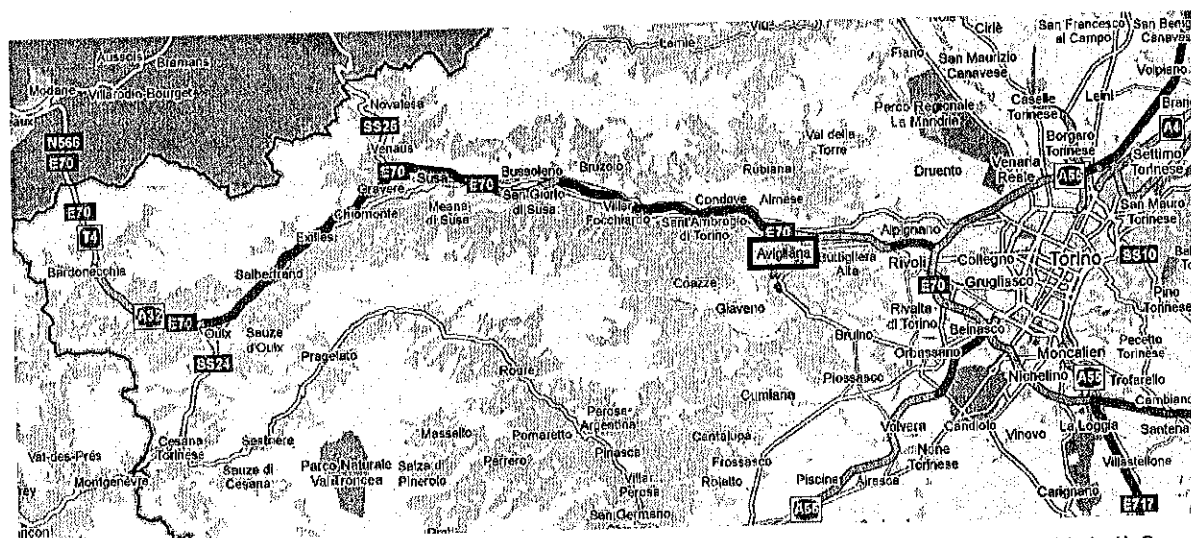 Ciriè
San Francesco
al Campo
San Benig
Canavese
Lemie
Fiano
San Maurizio
Canavese
Volpiano
Aussois
Bramans
Modane
Villarodin-Bourget
Caselle
Torinese
Leini
Bran
Novalesa
Parco Regionale
La Mandria
N566
E70
SS25
Venaus
Val della
Torre
Borgaro
Torinese
Settimo
Torinese
E70
Susa
E70
Bussoleno
Bruzolo
Rubiana
Druento
Venaria
Reale
A55
Gravere
Meana
di Susa
San Giorio
di Susa
Villar
Focchiardo
Condove
Almese
San Mauro
Torinese
Chiomonte
Sant'Ambrogio
di Torino
E70
T4
Exilles
E70
Avigliana
Buttigliera
Alta
Alpignano
Rivoli
Collegno
Torino
SS10
Bardonecchia
Salbertrand
Coazze
E70
Grugliasco
Pino
Torinese
A32
E70
Oulx
Sauze
d'Oulx
Giaveno
Rivalta
di Torino
Beinasco
Bruino
Pecetto
Torinese
SS24
Pragelato
Orbassano
Moncalieri
Roure
Piossasco
Nichelino
A55
Trofarello
Cumiana
Cambiano
Perosa
Argentina
Cesana
Torinese
Sestriere
Massello
Pomaretto
Cantalupa
Volvera
Candiolo
Vinovo
La Loggia
Santena
Val-des-Prés
Sauze di
Cesana
Parco Naturale
Val Troncea
Salza di
Pinerolo
Perrero
Pinasca
Frossasco
None
Torinese
Villastellone
Montgenèvre
Roletto
Piscina
Airasca
Villar
Perosa
San Germano
A55
Carignano
E717